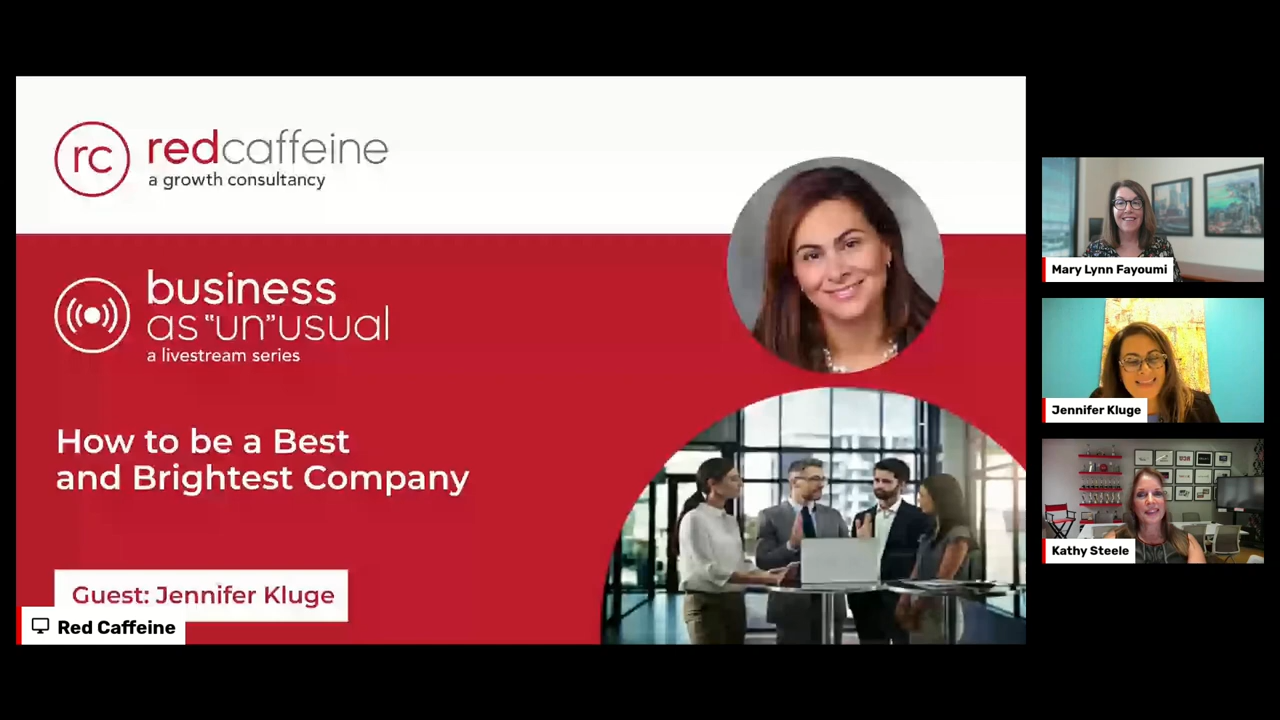 rc
redcaffeine
a growth consultancy
business
as "un"usual
a livestream series
How to be a Best
and Brightest Company
Guest: Jennifer Kluge
Red Caffeine
Mary Lynn Fayoumi
Jennifer Kluge
Kathy Steele